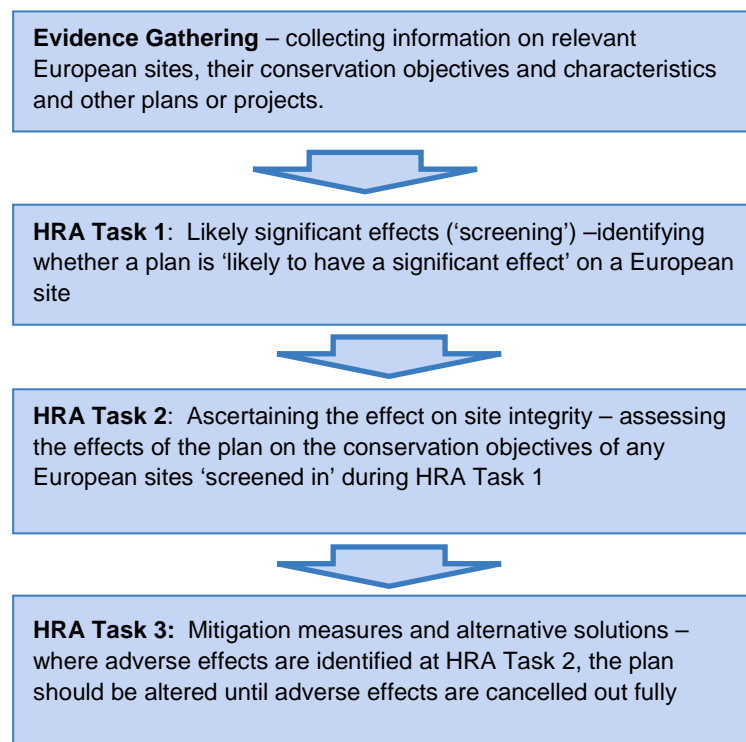 Evidence Gathering – collecting information on relevant
European sites, their conservation objectives and characteristics
and other plans or projects.
HRA Task 1:  Likely significant effects (‘screening’) –identifying
whether a plan is ‘likely to have a significant effect’ on a European
site
HRA Task 2:  Ascertaining the effect on site integrity – assessing
the effects of the plan on the conservation objectives of any
European sites ‘screened in’ during HRA Task 1
HRA Task 3:  Mitigation measures and alternative solutions –
where adverse effects are identified at HRA Task 2, the plan
should be altered until adverse effects are cancelled out fully